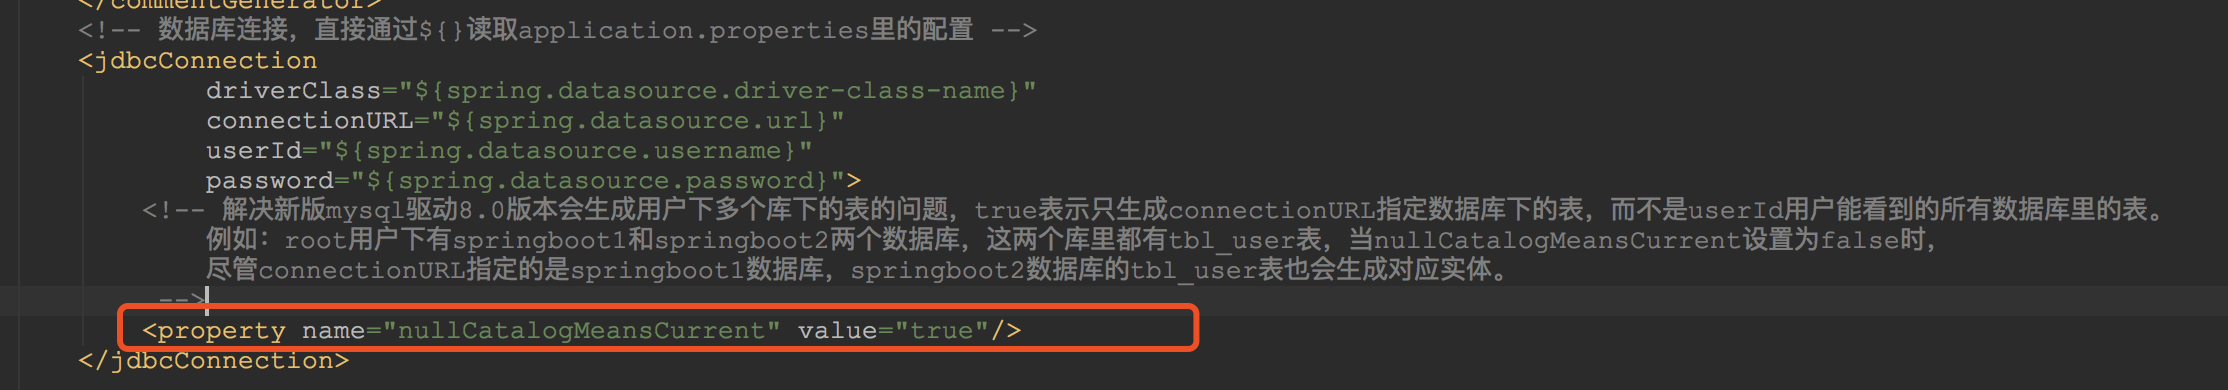 </commentGenerator>
<!-- 数据库连接，直接通过${}读取application.properties里的配置 -->
<jdbcConnection
driverClass="${spring.datasource.driver-class-name}"
connectionURL="${spring.datasource.url}"
userId="${spring.datasource.username}"
password="${spring.datasource.password}">
<!-- 解决新版mysql驱动8.0版本会生成用户下多个库下的表的问题，true表示只生成connectionURL指定数据库下的表，而不是userId用户能看到的所有数据库里的表。
例如：root用户下有springboot1和springboot2两个数据库，这两个库里都有tbl_user表，当nullCatalogMeansCurrent设置为false时，
尽管connectionURL指定的是springboot1数据库，springboot2数据库的tbl_user表也会生成对应实体。
-->
<property name="nullCatalogMeansCurrent" value="true"/>
</jdbcConnection>